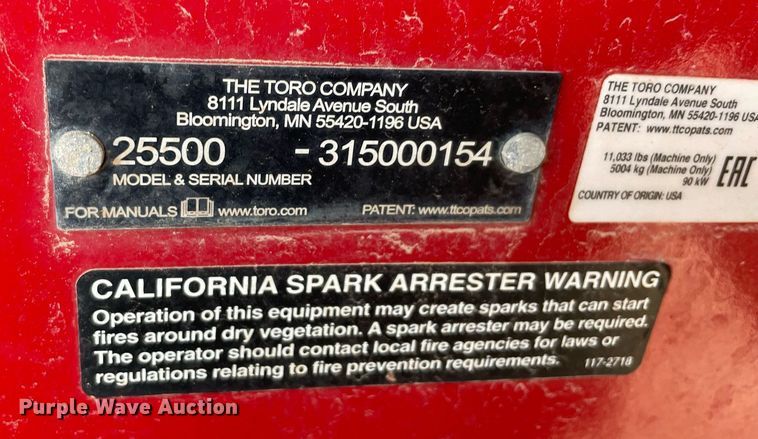 THE TORO COMPANY
8111 Lyndale Avenue South
Bloomington, MN 55420-1196 USA
25500 -315000154
MODEL & SERIAL NUMBER
FOR MANUALS www.toro.com PATENT: www.ttcopats.com
THE TORO COMPANY
8111 Lyndale Avenue South
Bloomington, MN 55420-1196 USA
PATENT: www.ttcopats.com
11,033 lbs (Machine Only)
5004 kg (Machine Only)
90 kW
EAC
COUNTRY OF ORIGIN: USA
CALIFORNIA SPARK ARRESTER WARNING
Operation of this equipment may create sparks that can start
fires around dry vegetation. A spark arrester may be required.
The operator should contact local fire agencies for laws or
regulations relating to fire prevention requirements. 117-2718
Purple Wave Auction